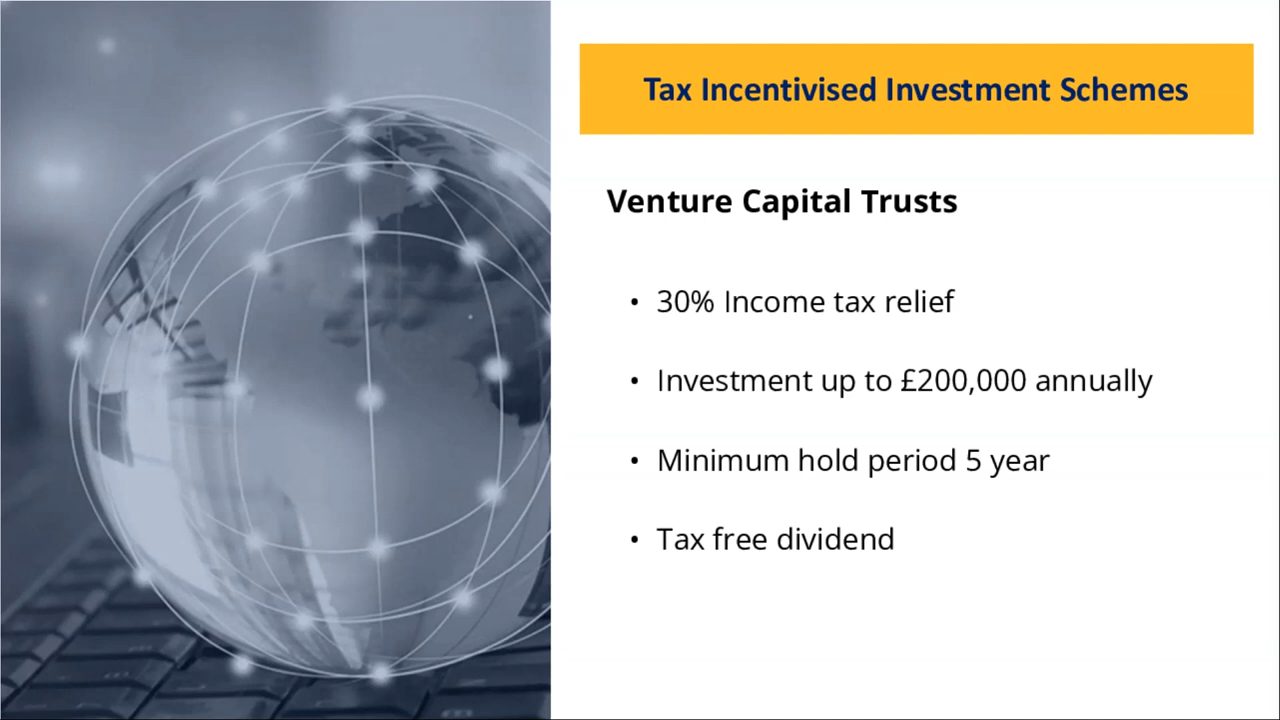 Tax Incentivised Investment Schemes
Venture Capital Trusts
• 30% Income tax relief
• Investment up to £200,000 annually
• Minimum hold period 5 year
• Tax free dividend